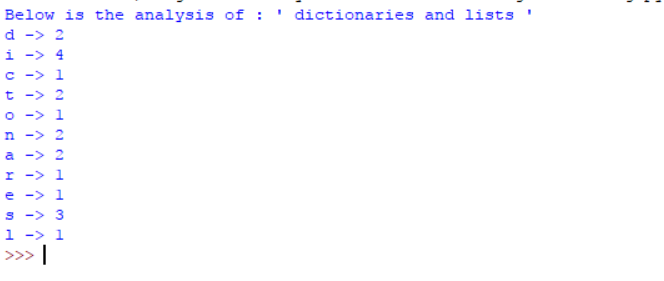 Below is the analysis of : ' dictionaries and lists '
d -> 2
i -> 4
c -> 1
t -> 2
o -> 1
n -> 2
a -> 2
r -> 1
e -> 1
s -> 3
l -> 1
>>>